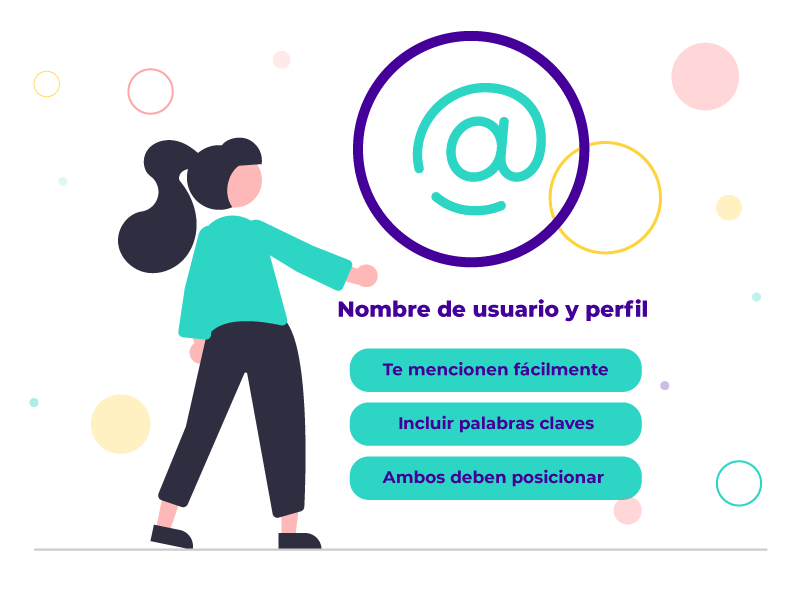 @
Nombre de usuario y perfil
Te mencionen fácilmente
Incluir palabras claves
Ambos deben posicionar